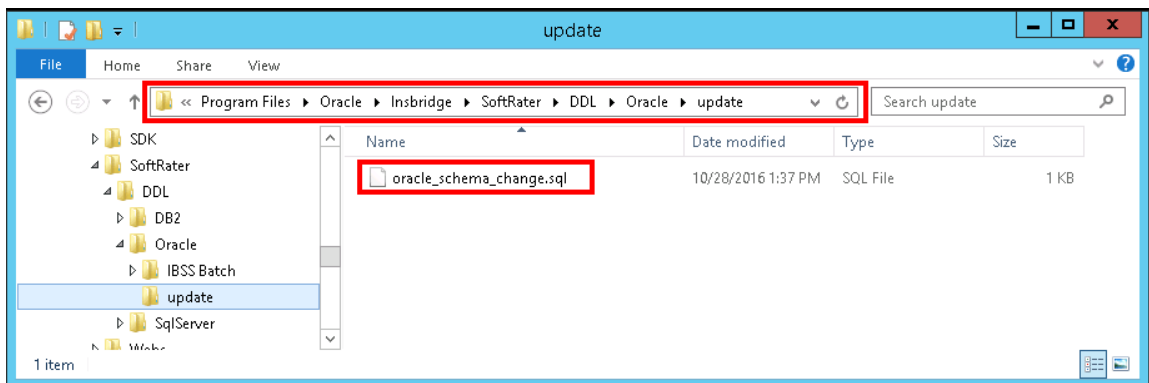 update
File Home Share View
« Program Files Oracle Insbridge SoftRater DDL Oracle update Search update
SDK
SoftRater
DDL
DB2
Oracle
IBSS Batch
update
SqlServer
Name Date modified Type Size
oracle_schema_change.sql 10/28/2016 1:37 PM SQL File 1 KB
1 item